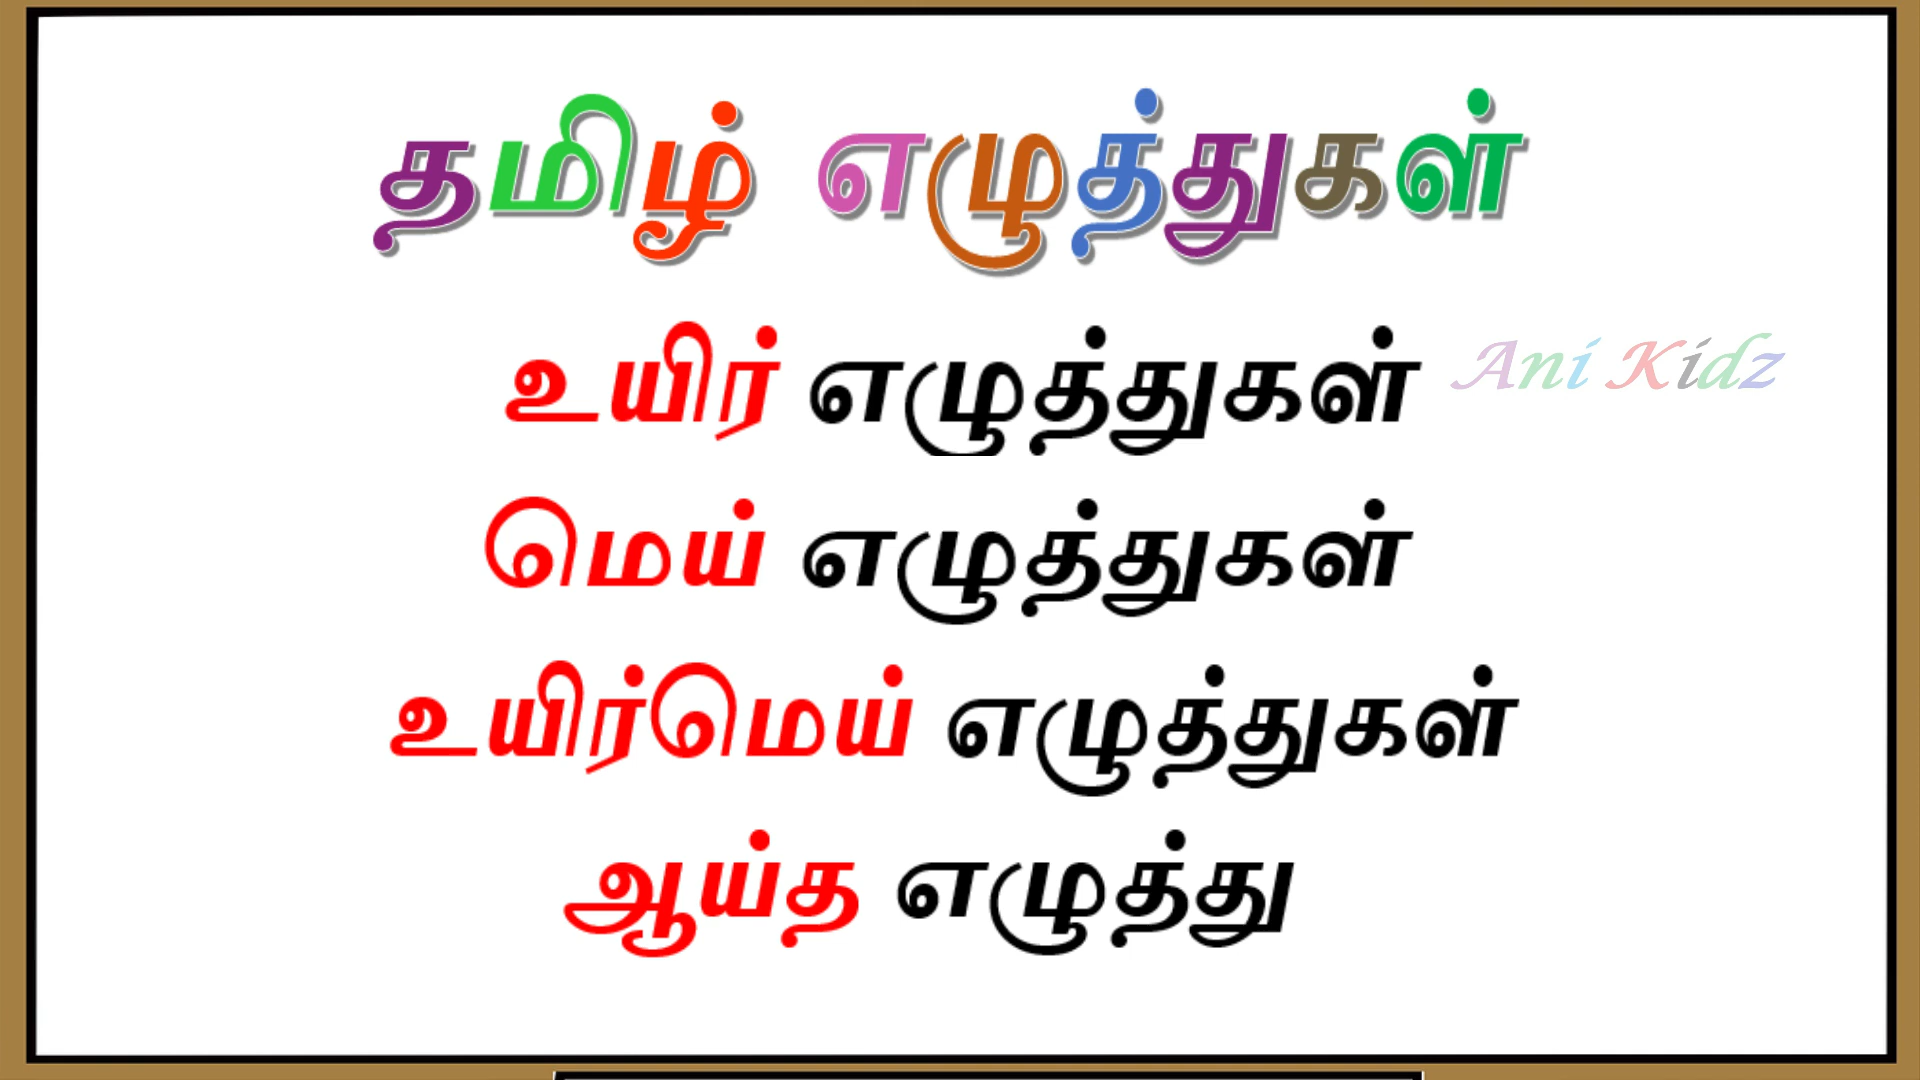 தமிழ் எழுத்துகள்
உயிர் எழுத்துகள்
Ani Kidz
மெய் எழுத்துகள்
உயிர்மெய் எழுத்துகள்
ஆய்த எழுத்து